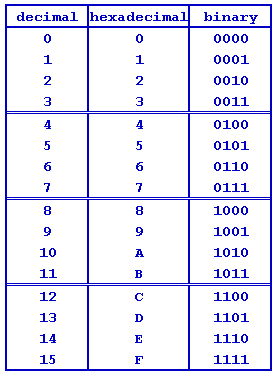 decimal hexadecimal binary
0 0 0000
1 1 0001
2 2 0010
3 3 0011
4 4 0100
5 5 0101
6 6 0110
7 7 0111
8 8 1000
9 9 1001
10 A 1010
11 B 1011
12 C 1100
13 D 1101
14 E 1110
15 F 1111